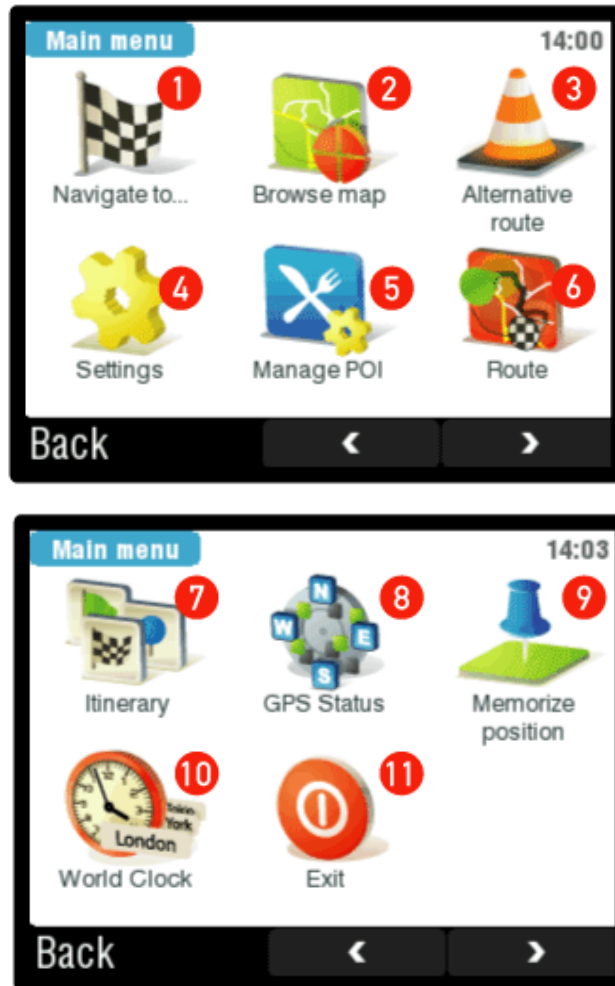 Main menu 14:00
1 2 3
Navigate to... Browse map Alternative
route
4 5 6
Settings Manage POI Route
Back
Main menu 14:03
7 8 9
N
W E
S
Itinerary GPS Status Memorize
position
10 11
York
London
World Clock Exit
Back